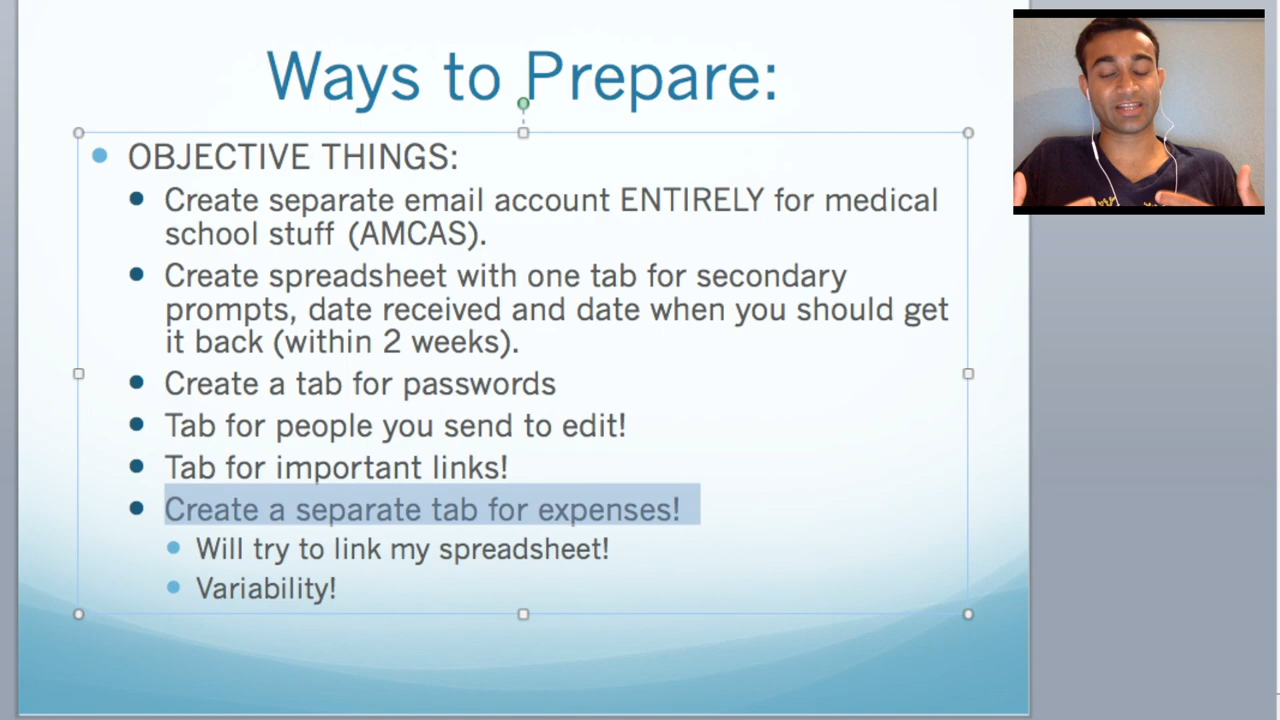 Ways to Prepare:
OBJECTIVE THINGS:
Create separate email account ENTIRELY for medical
school stuff (AMCAS).
Create spreadsheet with one tab for secondary
prompts, date received and date when you should get
it back (within 2 weeks).
Create a tab for passwords
Tab for people you send to edit!
Tab for important links!
Create a separate tab for expenses!
Will try to link my spreadsheet!
Variability!